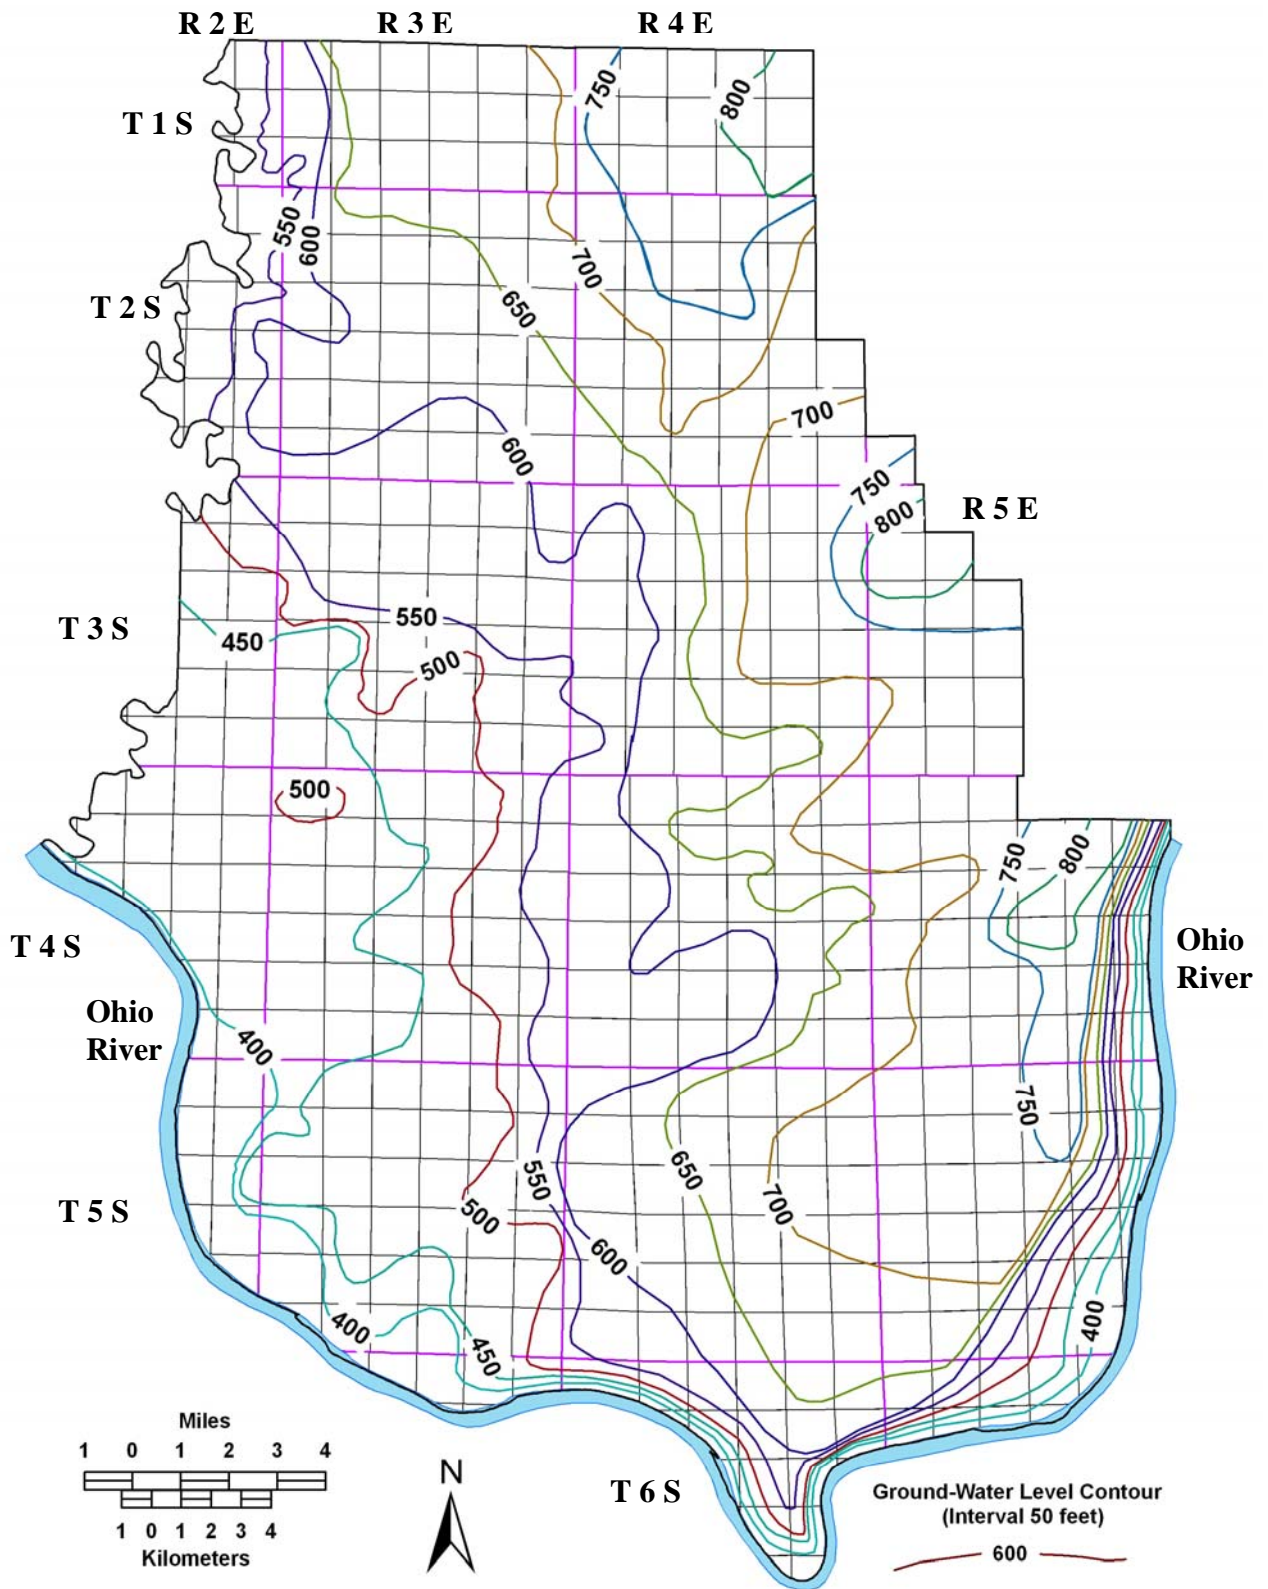 R 2 E R 3 E R 4 E
750
800
T 1 S
550
600
700
T 2 S
650
700
600
750
800
R 5 E
550
T 3 S
450
500
500
750
800
T 4 S
Ohio
River
Ohio
River
400
750
550
650
700
T 5 S
500
600
400
400
450
Miles
1 0 1 2 3 4
1 0 1 2 3 4
Kilometers
N
T 6 S
Ground-Water Level Contour
(Interval 50 feet)
600